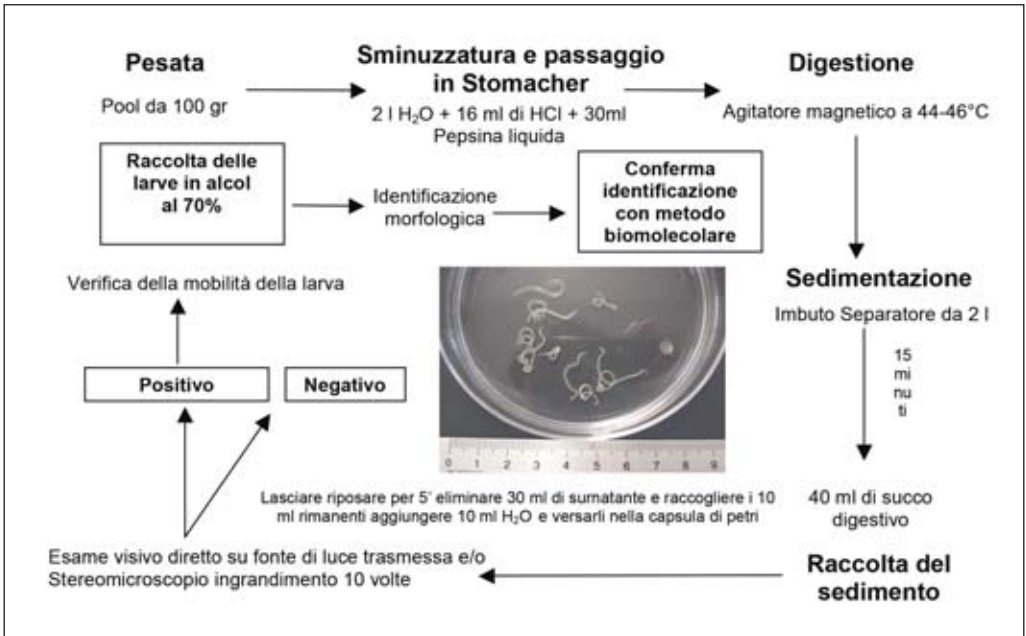 Pesata
Pool da 100 gr
Sminuzzatura e passaggio
in Stomacher
2 l H₂O + 16 ml di HCl + 30ml
Pepsina liquida
Digestione
Agitatore magnetico a 44-46°C
Raccolta delle
larve in alcol
al 70%
Identificazione
morfologica
Conferma
identificazione
con metodo
biomolecolare
Verifica della mobilità della larva
Sedimentazione
Imbuto Separatore da 2 l
15
mi
nu
ti
Positivo
Negativo
0 1 2 3 4 5 6 7 8 9
Lasciare riposare per 5' eliminare 30 ml di surnatante e raccogliere i 10
ml rimanenti aggiungere 10 ml H₂O e versarli nella capsula di petri
40 ml di succo
digestivo
Esame visivo diretto su fonte di luce trasmessa e/o
Stereomicroscopio ingrandimento 10 volte
Raccolta del
sedimento